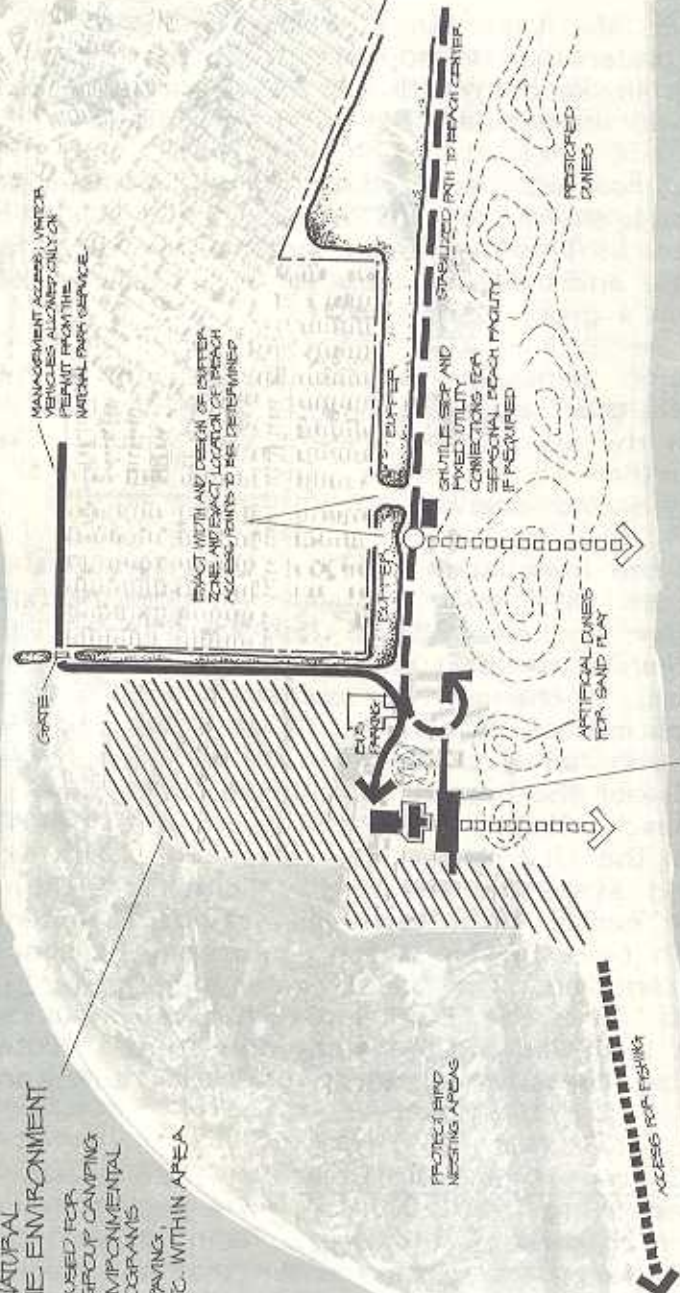 NATURAL
ENVIRONMENT
USED FOR
GROUP CAMPING
ENVIRONMENTAL
PROGRAMS
WITHIN AREA
GATE
MANAGEMENT ACCESS, VISITOR
VEHICLES ALLOWED ONLY ON
PERMIT FROM THE
NATIONAL PARK SERVICE.
EXACT WIDTH AND DESIGN OF BUFFER
ZONE AND EXACT LOCATION OF BEACH
ACCESS POINTS TO BE DETERMINED
BUS
PARKING
BUFFER
BUFFER
SHUTTLE STOP AND
FIXED UTILITY
CONNECTIONS FOR
SEASONAL BEACH FACILITY
IF REQUIRED
STABILIZED PATH TO BEACH CENTER
RESTORED
DUNES
ARTIFICIAL DUNES
FOR SAND PLAY
PROTECT BIRD
NESTING AREAS
ACCESS FOR FISHING